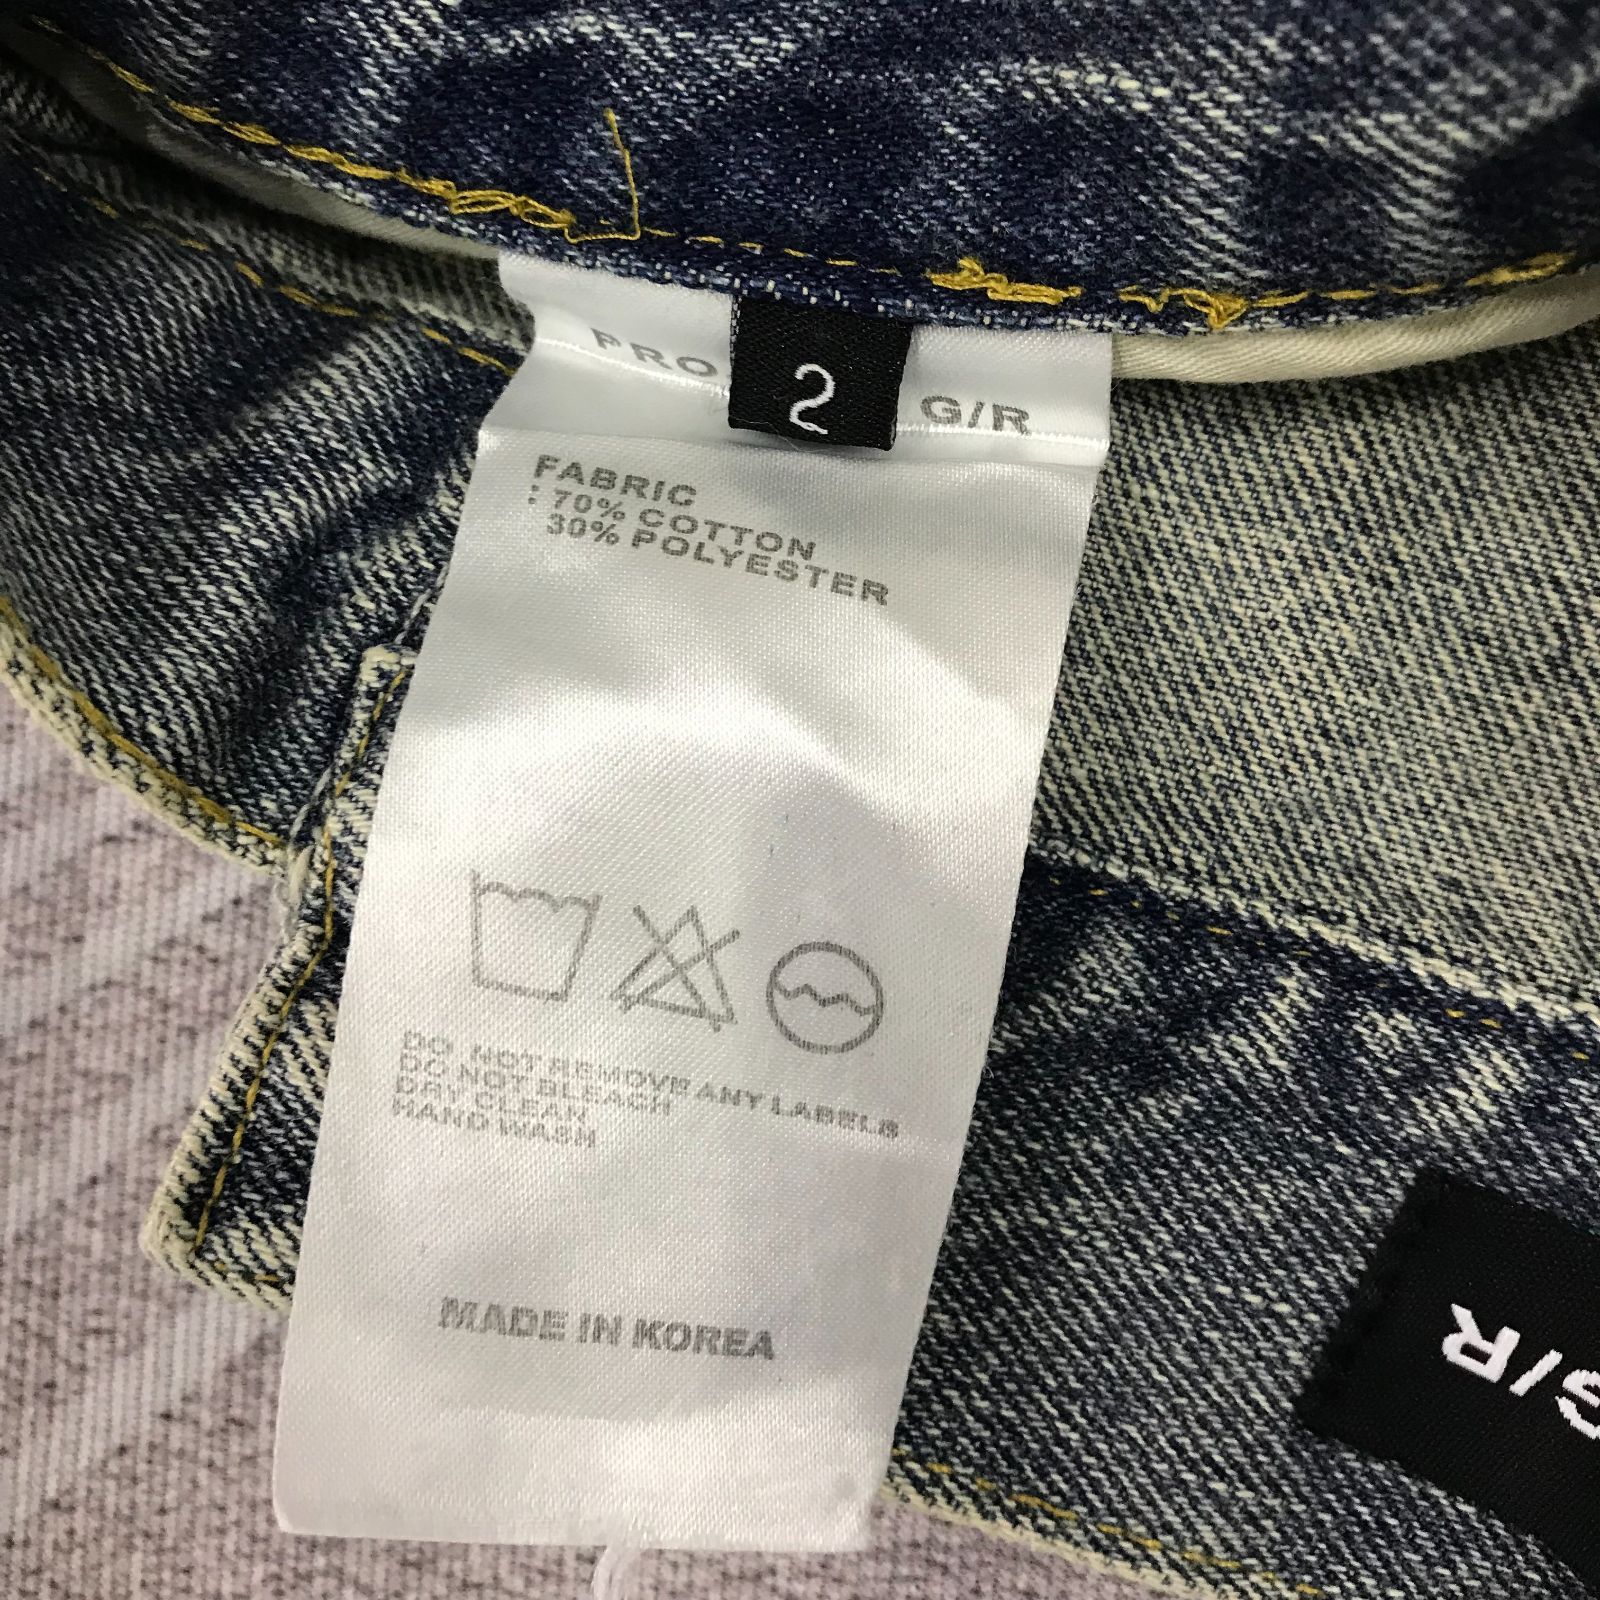 PRO
2
G/R
FABRIC
: 70% COTTON
30% POLYESTER
DO NOT REMOVE ANY LABELS
DO NOT BLEACH
DRY CLEAN
HAND WASH
MADE IN KOREA
G/R